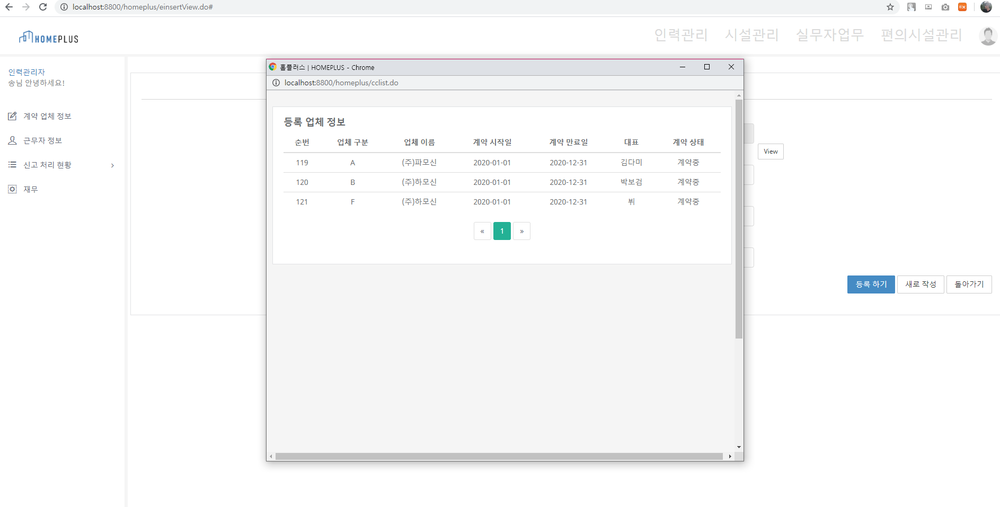 localhost:8800/homeplus/einsertView.do#
HOMEPLUS
인력관리 시설관리 실무자업무 편의시설관리
인력관리자
송님 안녕하세요!
계약 업체 정보
근무자 정보
신고 처리 현황
재무
홈플러스 | HOMEPLUS - Chrome
localhost:8800/homeplus/cclist.do
등록 업체 정보
순번 업체 구분 업체 이름 계약 시작일 계약 만료일 대표 계약 상태
119 A (주)파모신 2020-01-01 2020-12-31 김다미 계약중
120 B (주)하모신 2020-01-01 2020-12-31 박보검 계약중
121 F (주)하모신 2020-01-01 2020-12-31 뷔 계약중
« 1 »
View
등록 하기 새로 작성 돌아가기